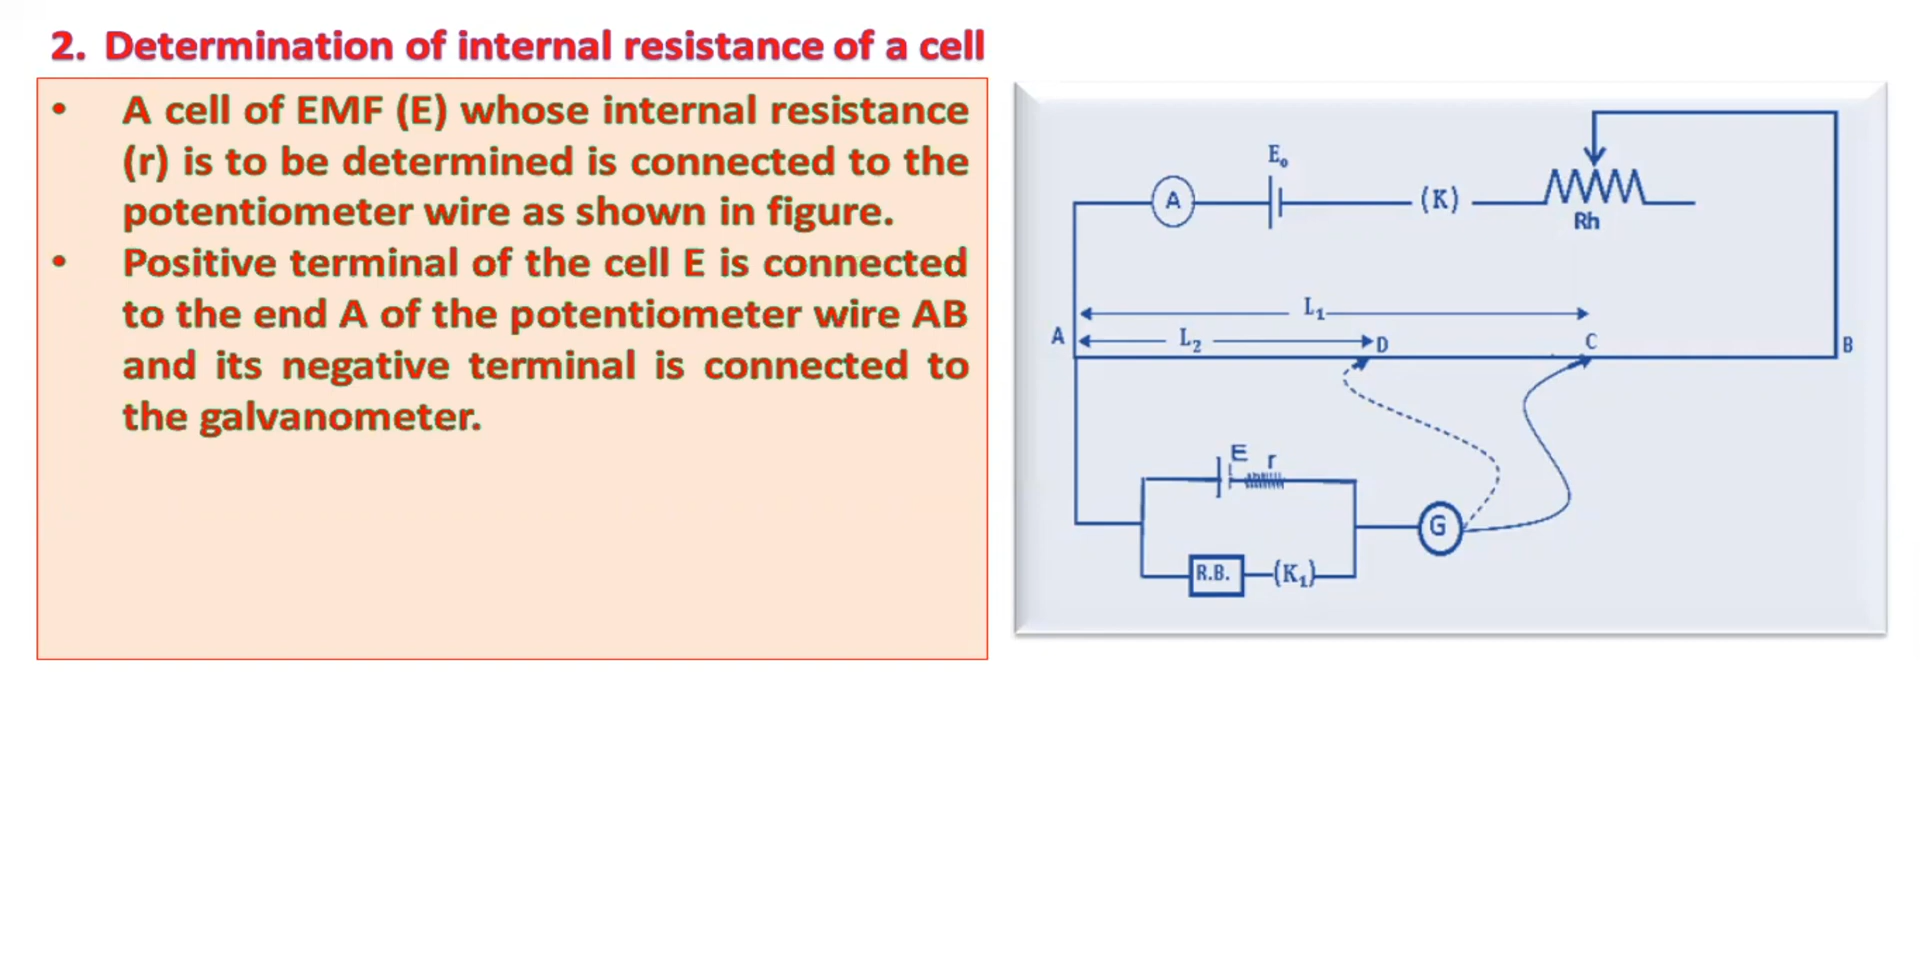 2. Determination of internal resistance of a cell
• A cell of EMF (E) whose internal resistance
(r) is to be determined is connected to the
potentiometer wire as shown in figure.
• Positive terminal of the cell E is connected
to the end A of the potentiometer wire AB
and its negative terminal is connected to
the galvanometer.
E₀
A
(K)
Rh
L₁
A
L₂
D
C
B
E r
G
R.B.
(K₁)